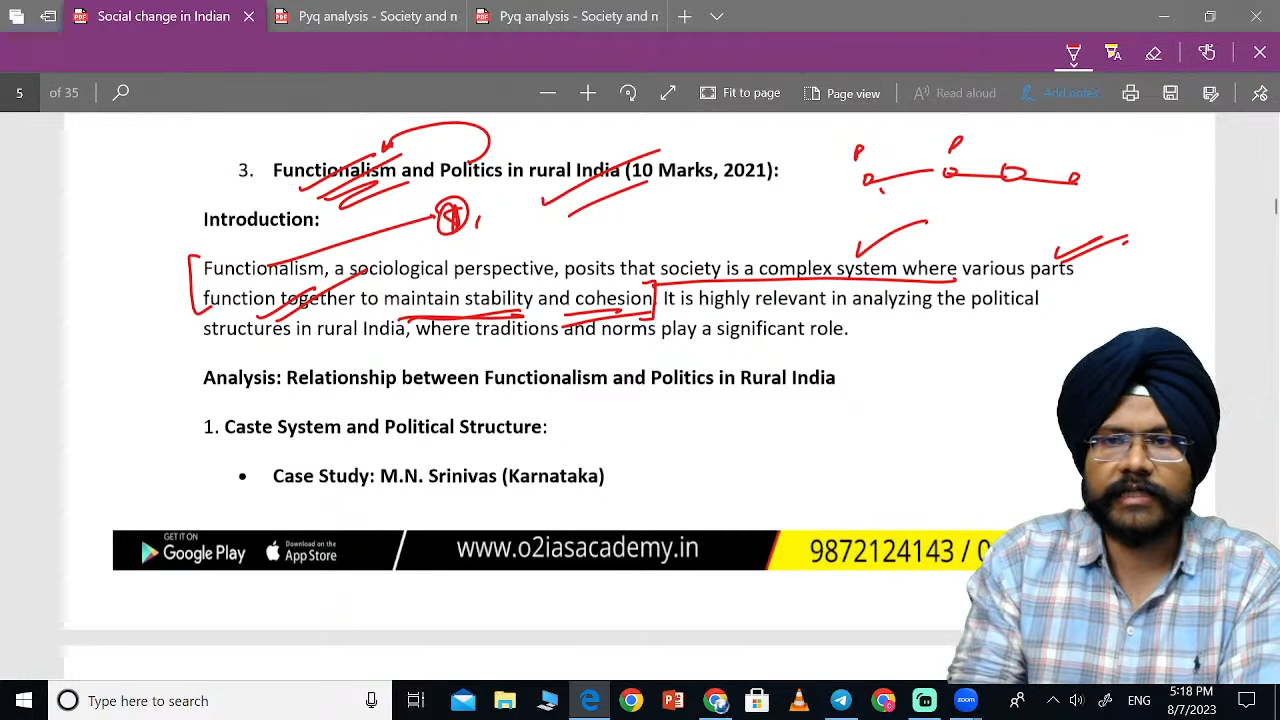 Social change in India
Pyq analysis - Social and n
Pyq analysis - Society and n
5 of 35
Fit to page
Page view
Read aloud
Add notes
P P
3. Functionalism and Politics in rural India (10 Marks, 2021):
Introduction:
Functionalism, a sociological perspective, posits that society is a complex system where various parts
function together to maintain stability and cohesion. It is highly relevant in analyzing the political
structures in rural India, where traditions and norms play a significant role.
Analysis: Relationship between Functionalism and Politics in Rural India
1. Caste System and Political Structure:
• Case Study: M.N. Srinivas (Karnataka)
GET IT ON
Google Play
Download on the
App Store
www.o2iasacademy.in
9872124143 / 0
Type here to search
zoom
ENG
5:18 PM
8/7/2023